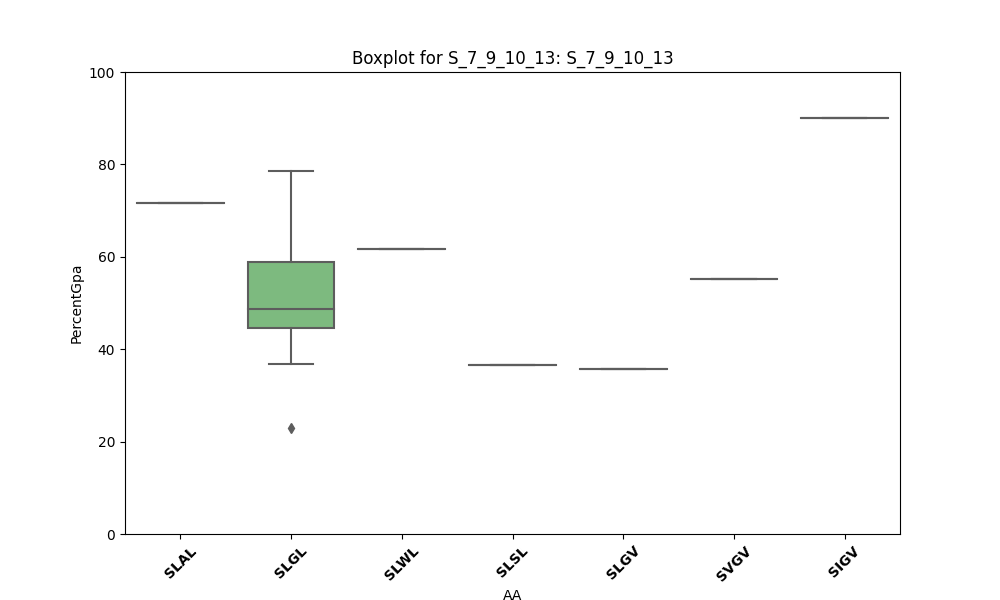 Boxplot for S_7_9_10_13: S_7_9_10_13
100
80
60
40
20
0
PercentGpa
SLAL
SLGL
SLWL
SLSL
SLGV
SVGV
SIGV
AA